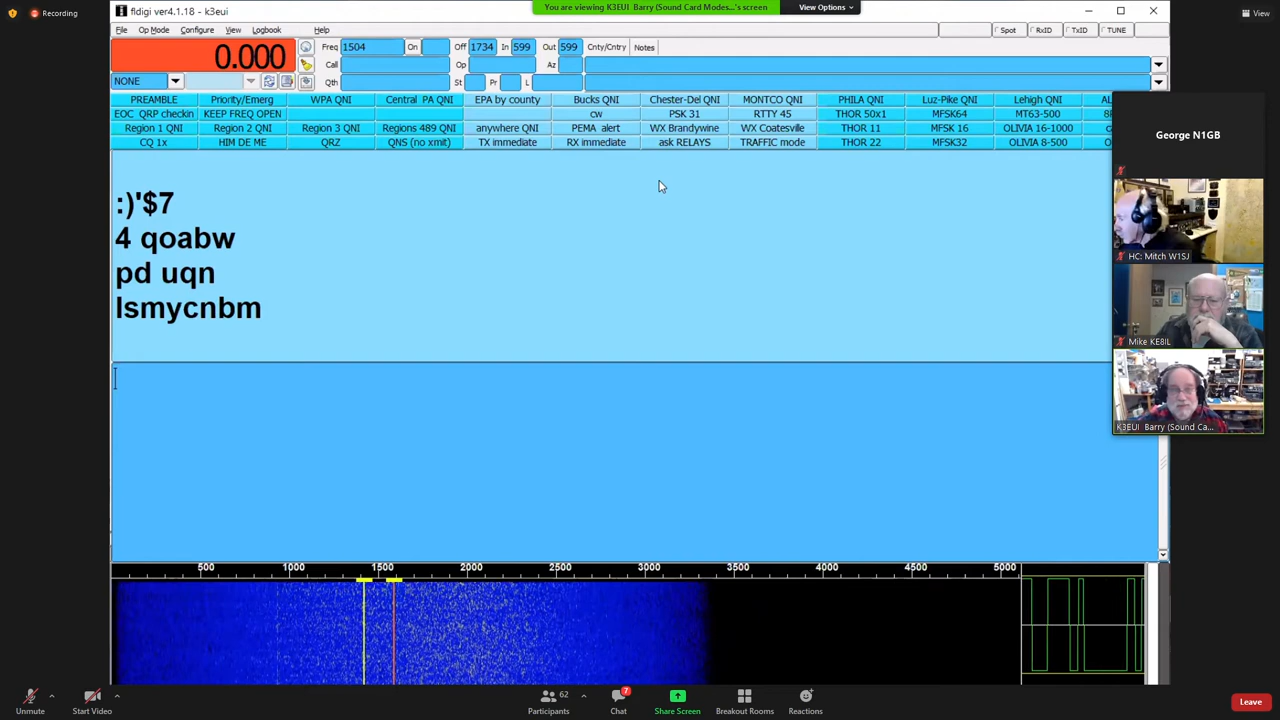 Recording
fldigi ver4.1.18 - k3eui
You are viewing K3EUI Barry (Sound Card Modes...'s screen
View Options
View
File Op Mode Configure View Logbook Help
Spot RxID TxID TUNE
0.000
Freq 1504 On Off 1734 In 599 Out 599 Cnty/Cntry Notes
Call Op Az
NONE
Qth St Pr L
PREAMBLE Priority/Emerg WPA QNI Central PA QNI EPA by county Bucks QNI Chester-Del QNI MONTCO QNI PHILA QNI Luz-Pike QNI Lehigh QNI
EOC QRP checkin KEEP FREQ OPEN cw PSK 31 RTTY 45 THOR 50x1 MFSK64 MT63-500
Region 1 QNI Region 2 QNI Region 3 QNI Regions 489 QNI anywhere QNI PEMA alert WX Brandywine WX Coatesville THOR 11 MFSK 16 OLIVIA 16-1000
CQ 1x HIM DE ME QRZ QNS (no xmit) TX immediate RX immediate ask RELAYS TRAFFIC mode THOR 22 MFSK32 OLIVIA 8-500
:)'$7
4 qoabw
pd uqn
lsmycnbm
George N1GB
HC: Mitch W1SJ
Mike KE8IL
K3EUI Barry (Sound Ca...
500 1000 1500 2000 2500 3000 3500 4000 4500 5000
Unmute Start Video Participants 62 Chat 7 Share Screen Breakout Rooms Reactions Leave